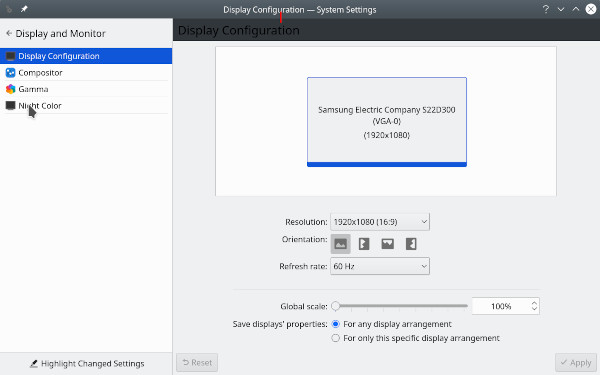 Display Configuration — System Settings
Display and Monitor
Display Configuration
Display Configuration
Compositor
Gamma
Night Color
Samsung Electric Company S22D300
(VGA-0)
(1920x1080)
Resolution: 1920x1080 (16:9)
Orientation:
Refresh rate: 60 Hz
Global scale: 100%
Save displays' properties: For any display arrangement
For only this specific display arrangement
Highlight Changed Settings
Reset
Apply